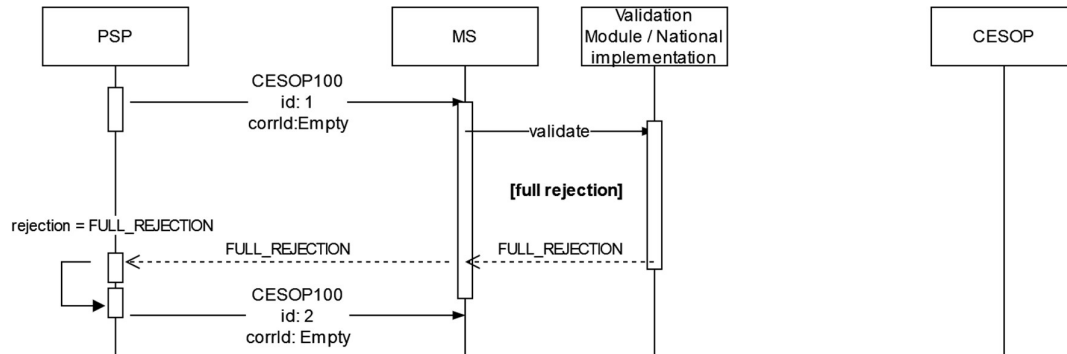 PSP
MS
Validation
Module / National
implementation
CESOP
CESOP100
id: 1
corrId:Empty
validate
[full rejection]
rejection = FULL_REJECTION
FULL_REJECTION
FULL_REJECTION
CESOP100
id: 2
corrId: Empty